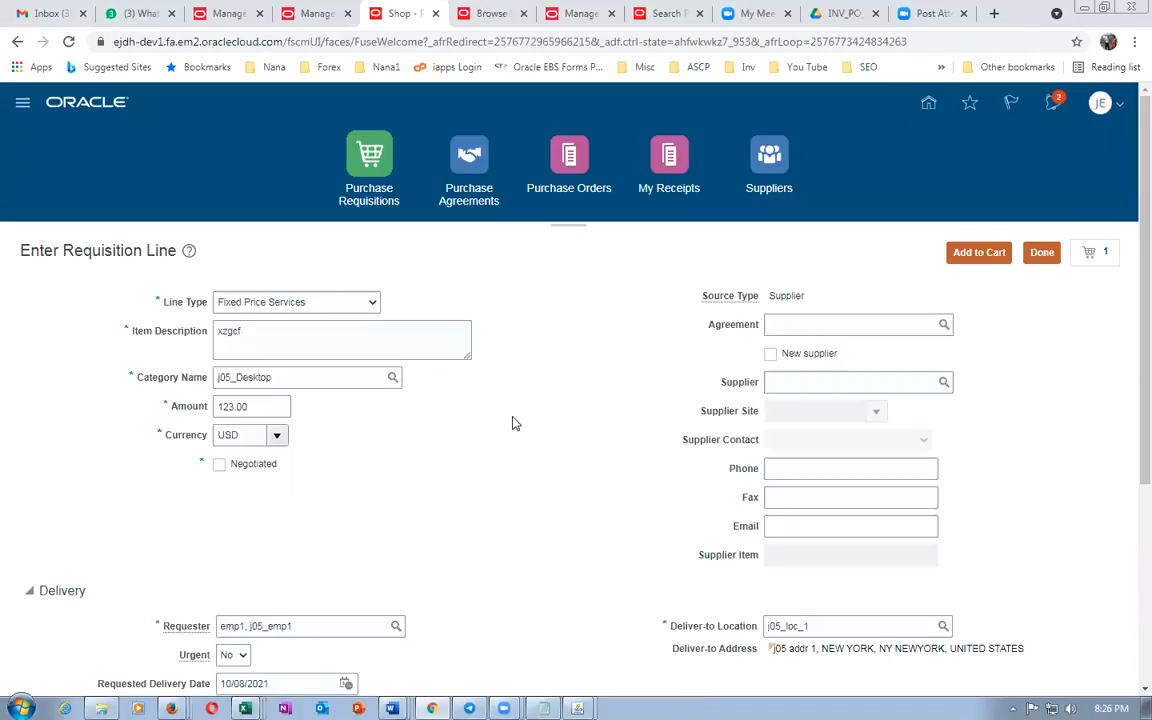 Inbox (3
(3) What
Manage
Manage
Shop - P
Browse
Manage
Search F
My Mee
INV_PO_
Post Att
ejdh-dev1.fa.em2.oraclecloud.com/fscmUI/faces/FuseWelcome?_afrRedirect=2576772965966215&_adf.ctrl-state=ahfwkwkz7_953&_afrLoop=2576773424834263
Apps
Suggested Sites
Bookmarks
Nana
Forex
Nana1
iapps Login
Oracle EBS Forms P...
Misc
ASCP
Inv
You Tube
SEO
»
Other bookmarks
Reading list
ORACLE
2
JE
Purchase Requisitions
Purchase Agreements
Purchase Orders
My Receipts
Suppliers
Enter Requisition Line
Add to Cart
Done
1
* Line Type Fixed Price Services
* Item Description xzgcf
* Category Name j05_Desktop
* Amount 123.00
* Currency USD
* Negotiated
Source Type Supplier
Agreement
New supplier
Supplier
Supplier Site
Supplier Contact
Phone
Fax
Email
Supplier Item
Delivery
* Requester emp1, j05_emp1
Urgent No
Requested Delivery Date 10/08/2021
* Deliver-to Location j05_loc_1
Deliver-to Address j05 addr 1, NEW YORK, NY NEWYORK, UNITED STATES
8:26 PM